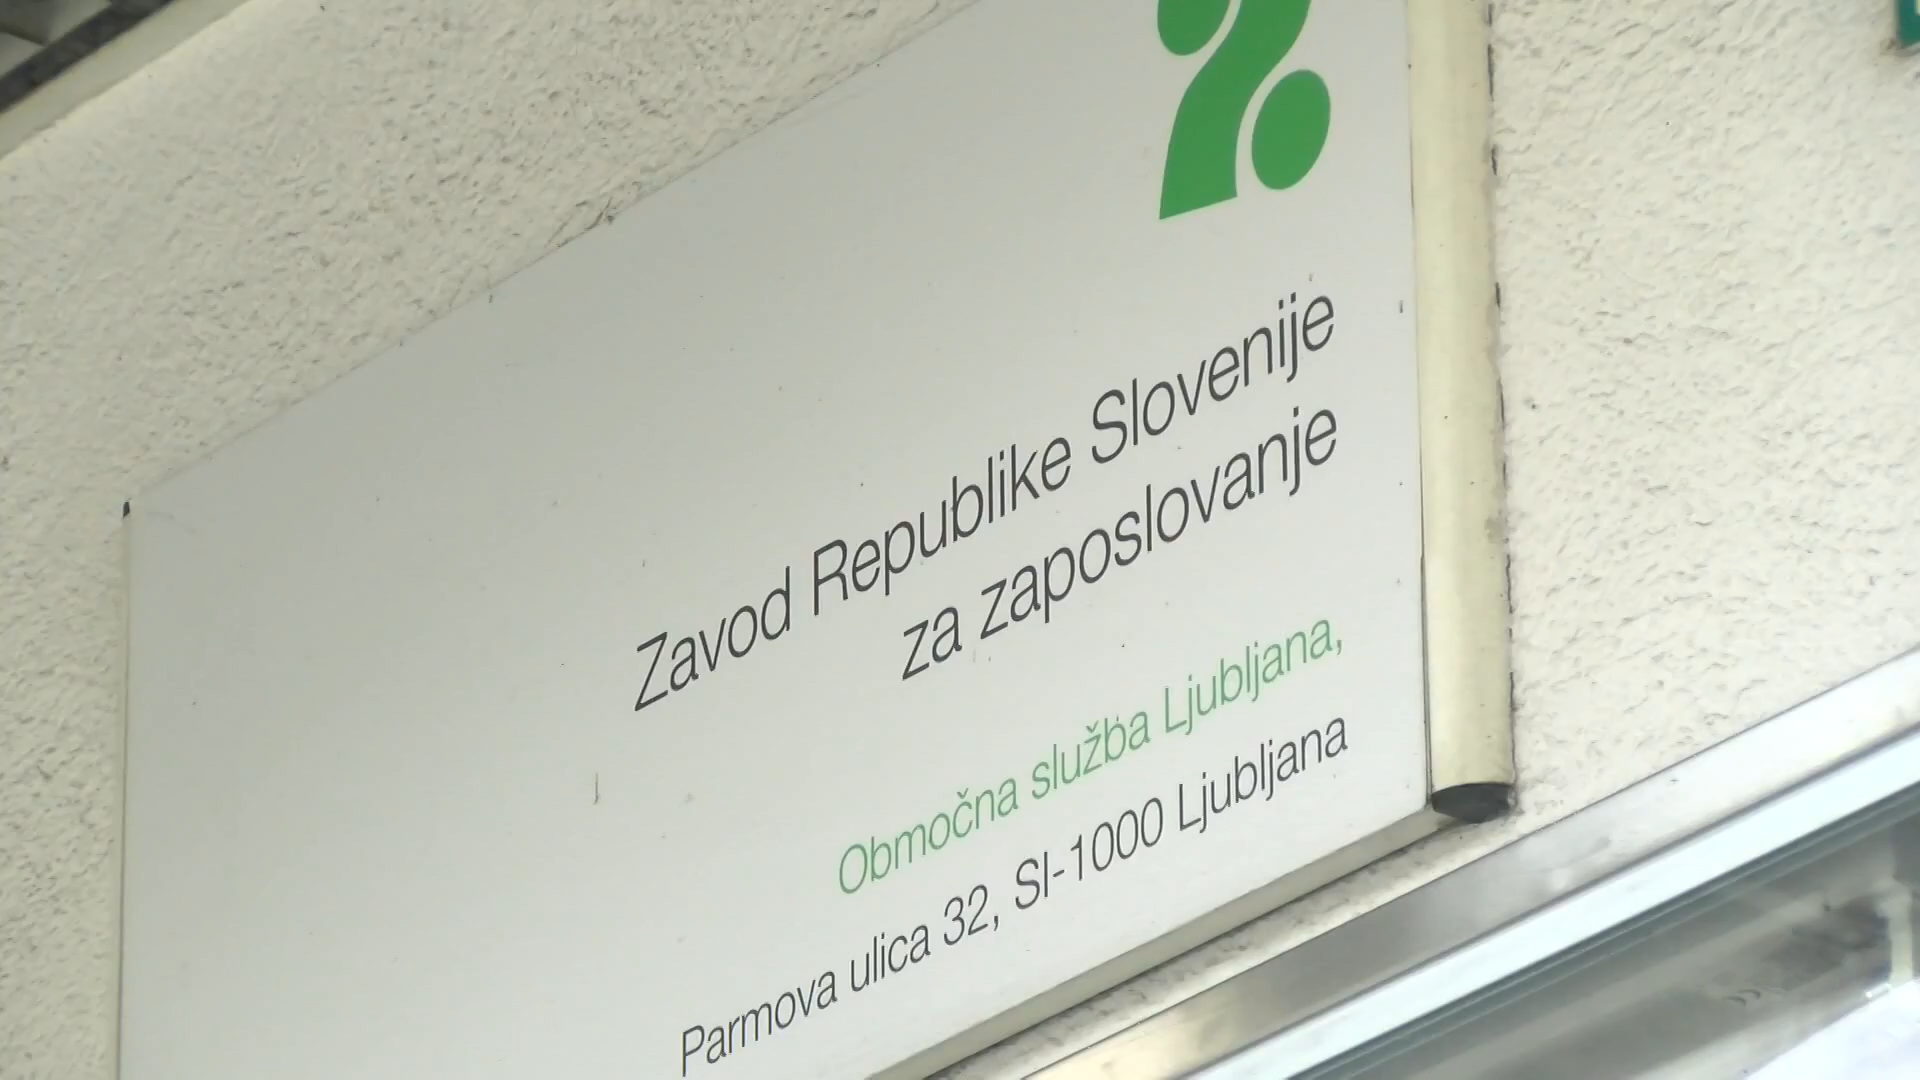 Zavod Republike Slovenije
za zaposlovanje
Območna služba Ljubljana,
Parmova ulica 32, SI-1000 Ljubljana